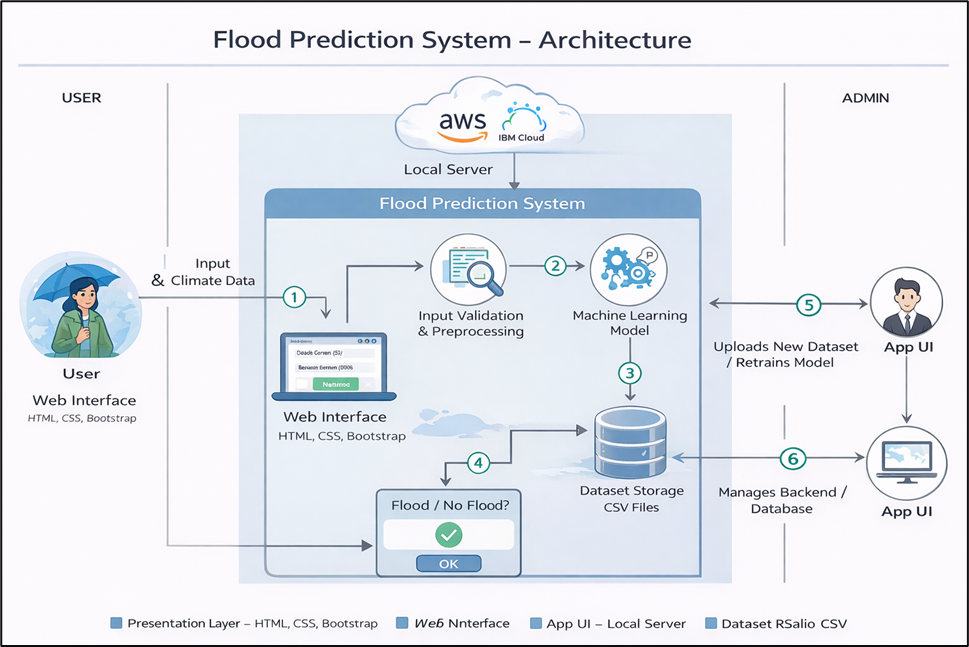 Flood Prediction System – Architecture
USER
ADMIN
aws
IBM Cloud
Local Server
Flood Prediction System
Input
& Climate Data
1
2
P
Input Validation
& Preprocessing
Machine Learning
Model
3
5
Uploads New Dataset
/ Retrains Model
App UI
User
Web Interface
HTML, CSS, Bootstrap
Web Interface
HTML, CSS, Bootstrap
4
Dataset Storage
CSV Files
6
Manages Backend /
Database
App UI
Flood / No Flood?
OK
Presentation Layer – HTML, CSS, Bootstrap
Web Nnterface
App UI – Local Server
Dataset RSalio CSV